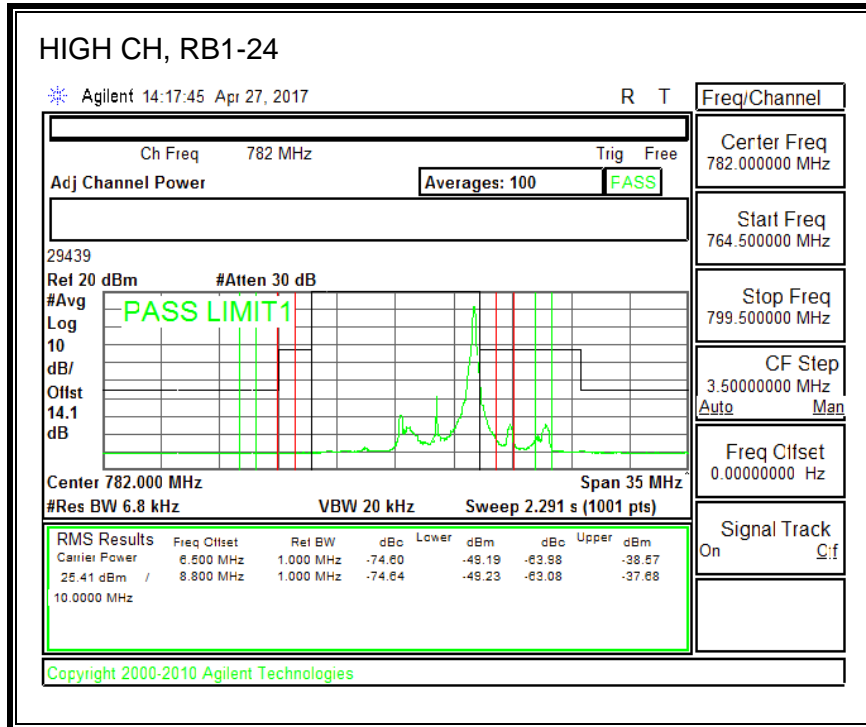 HIGH CH, RB1-24
Agilent 14:17:45 Apr 27, 2017 R T
Freq/Channel
Ch Freq 782 MHz Trig Free
Adj Channel Power Averages: 100 PASS
29439
Ref 20 dBm #Atten 30 dB
#Avg
Log
10
dB/
Offst
14.1
dB
PASS LIMIT1
Center 782.000 MHz Span 35 MHz
#Res BW 6.8 kHz VBW 20 kHz Sweep 2.291 s (1001 pts)
RMS Results Freq Offset Ref BW dBc Lower dBm dBc Upper dBm
Carrier Power 6.500 MHz 1.000 MHz -74.60 -49.19 -63.98 -38.57
25.41 dBm / 8.800 MHz 1.000 MHz -74.64 -49.23 -63.08 -37.68
10.0000 MHz
Center Freq
782.000000 MHz
Start Freq
764.500000 MHz
Stop Freq
799.500000 MHz
CF Step
3.50000000 MHz
Auto Man
Freq Offset
0.00000000 Hz
Signal Track
On Off
Copyright 2000-2010 Agilent Technologies